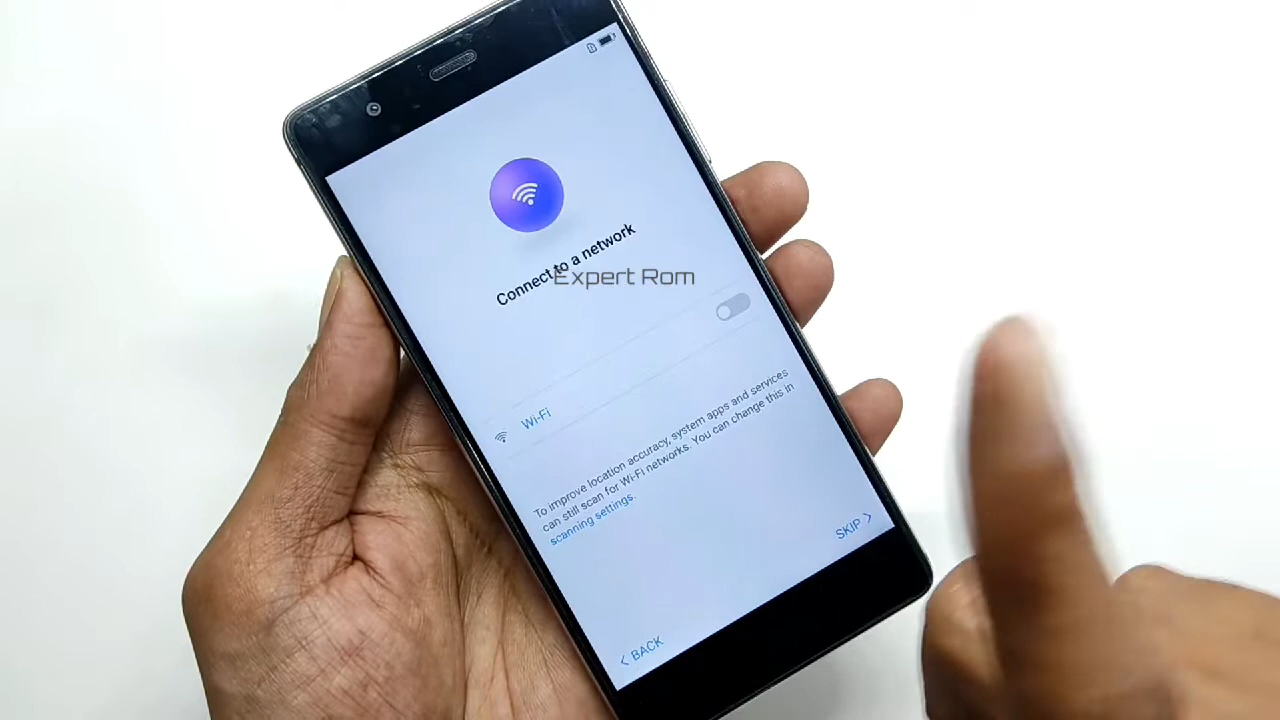 Connect to a network
Expert Rom
Wi-Fi
To improve location accuracy, system apps and services
can still scan for Wi-Fi networks. You can change this in
scanning settings.
SKIP
BACK